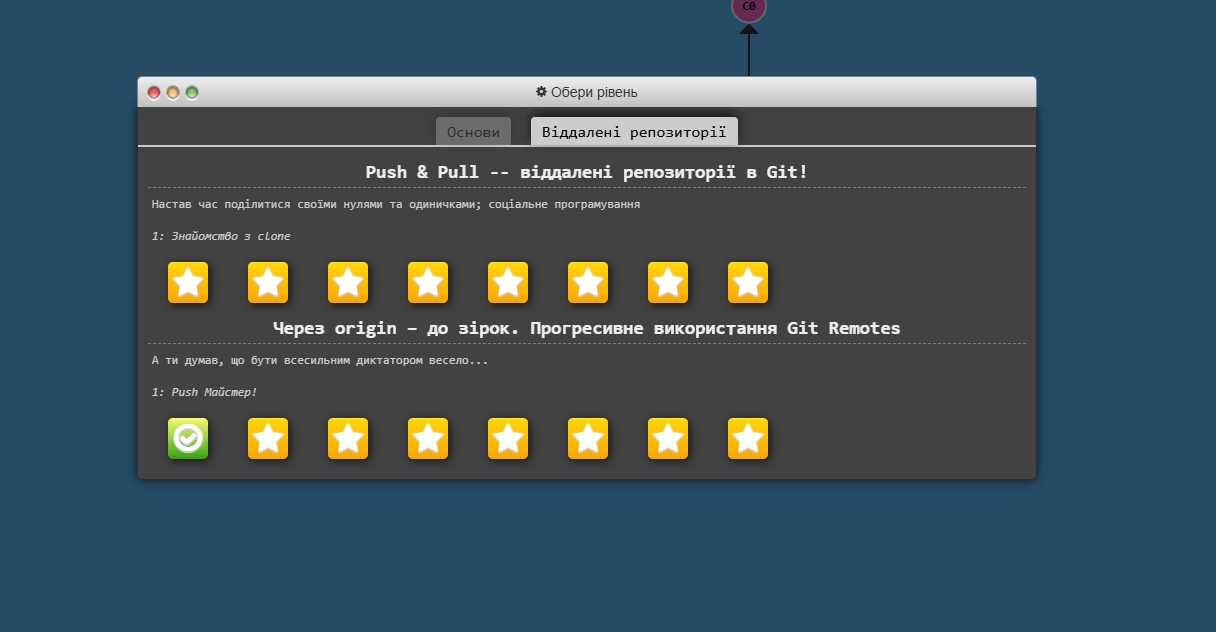 C0
Обери рівень
Основи
Віддалені репозиторії
Push & Pull -- віддалені репозиторії в Git!
Настав час поділитися своїми нулями та одиничками; соціальне програмування
1: Знайомство з clone
Через origin – до зірок. Прогресивне використання Git Remotes
А ти думав, що бути всесильним диктатором весело...
1: Push Майстер!